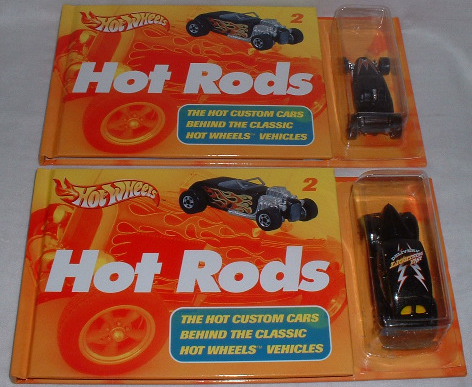 Hot Wheels
2
Hot Rods
THE HOT CUSTOM CARS
BEHIND THE CLASSIC
HOT WHEELS™ VEHICLES
Hot Wheels
2
Hot Rods
THE HOT CUSTOM CARS
BEHIND THE CLASSIC
HOT WHEELS™ VEHICLES